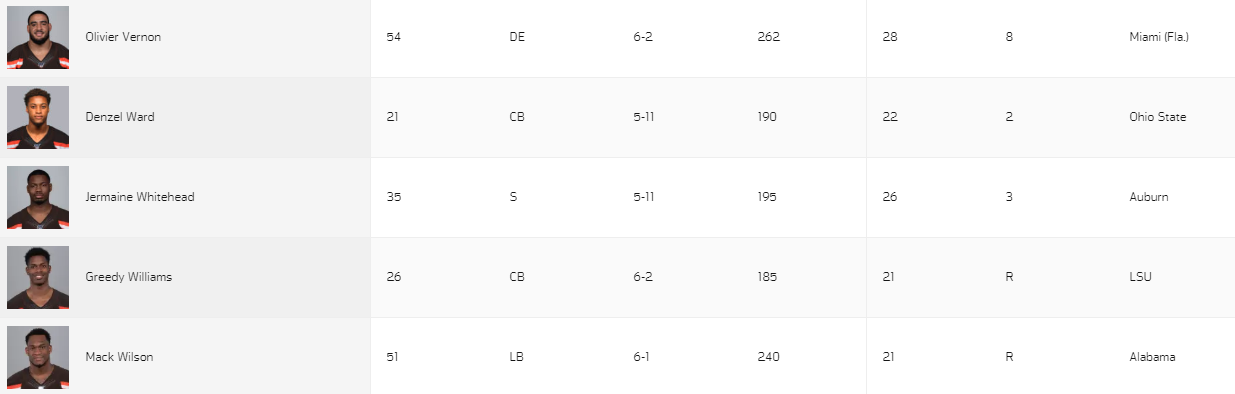 Olivier Vernon 54 DE 6-2 262 28 8 Miami (Fla.)
Denzel Ward 21 CB 5-11 190 22 2 Ohio State
Jermaine Whitehead 35 S 5-11 195 26 3 Auburn
Greedy Williams 26 CB 6-2 185 21 R LSU
Mack Wilson 51 LB 6-1 240 21 R Alabama